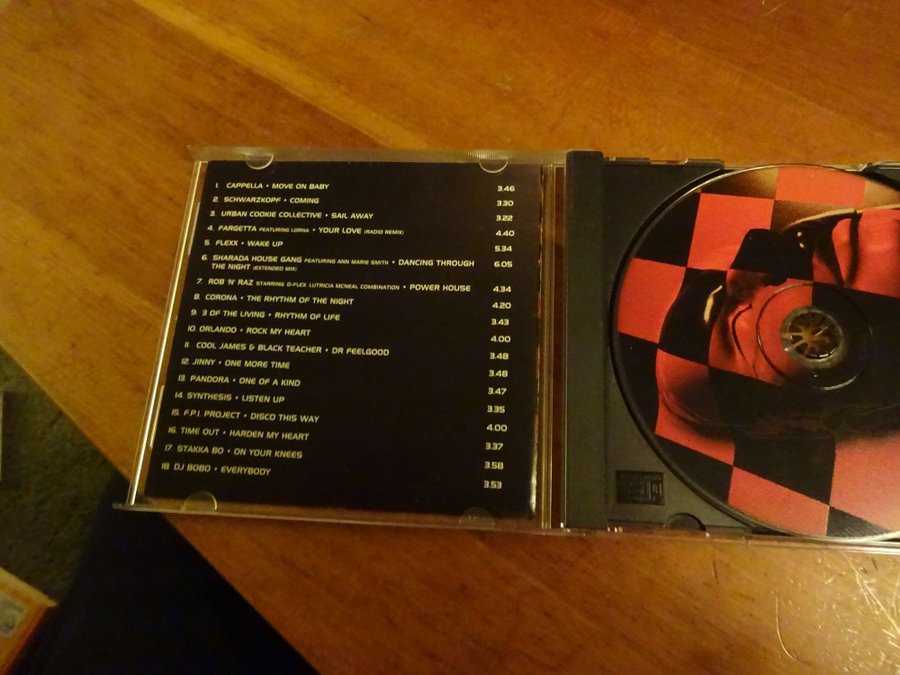 1. CAPPELLA • MOVE ON BABY 3.46
2. SCHWARZKOPF • COMING 3.30
3. URBAN COOKIE COLLECTIVE • SAIL AWAY 3.22
4. FARGETTA FEATURING LORNA • YOUR LOVE (RADIO REMIX) 4.40
5. FLEXX • WAKE UP 5.34
6. SHARADA HOUSE GANG FEATURING ANN MARIE SMITH • DANCING THROUGH 6.05
THE NIGHT (EXTENDED MIX)
7. ROB 'N' RAZ STARRING D-FLEX LUTRICIA MCNEAL COMBINATION • POWER HOUSE 4.34
8. CORONA • THE RHYTHM OF THE NIGHT 4.20
9. 3 OF THE LIVING • RHYTHM OF LIFE 3.43
10. ORLANDO • ROCK MY HEART 4.00
11. COOL JAMES & BLACK TEACHER • DR FEELGOOD 3.48
12. JINNY • ONE MORE TIME 3.48
13. PANDORA • ONE OF A KIND 3.47
14. SYNTHESIS • LISTEN UP 3.35
15. F.P.I. PROJECT • DISCO THIS WAY 4.00
16. TIME OUT • HARDEN MY HEART 3.37
17. STAKKA BO • ON YOUR KNEES 3.58
18. DJ BOBO • EVERYBODY 3.53